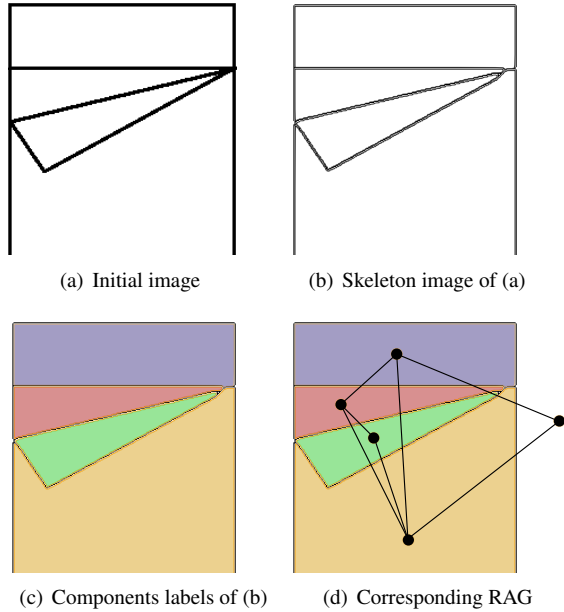 (a) Initial image
(b) Skeleton image of (a)
(c) Components labels of (b)
(d) Corresponding RAG